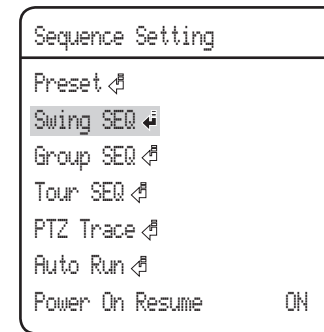 Sequence Setting
Preset ⏎
Swing SEQ ⏎
Group SEQ ⏎
Tour SEQ ⏎
PTZ Trace ⏎
Auto Run ⏎
Power On Resume ON